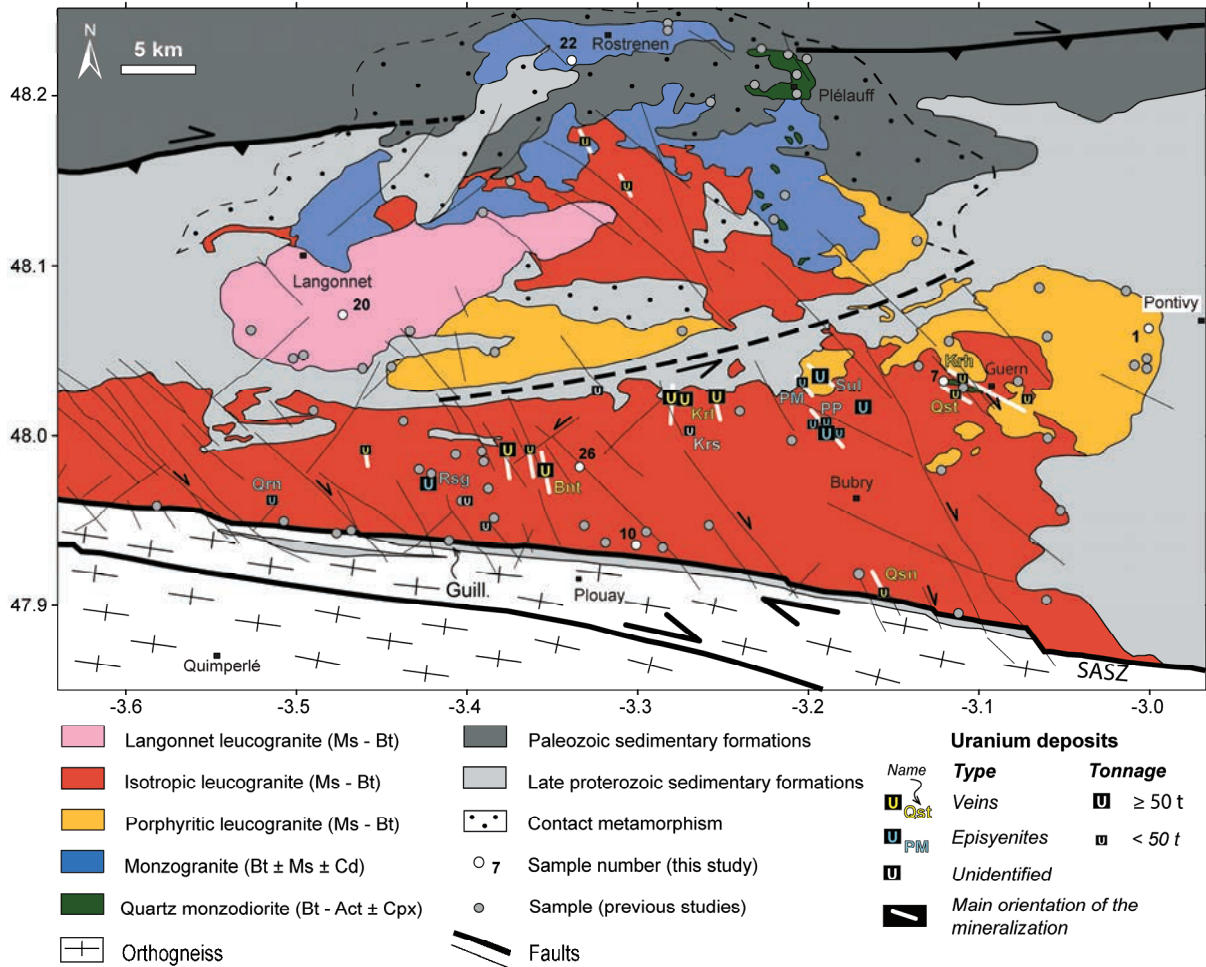 N
5 km
22
Rostrenen
Plélauff
48.2
48.1
48.0
47.9
Langonnet
20
Pontivy
1
Krh
7
Guern
Qst
Sul
PM
PP
Krl
Krs
26
Bnt
Rsg
Qrn
Bubry
10
Guill.
Plouay
Qsn
Quimperlé
SASZ
U
-3.6
-3.5
-3.4
-3.3
-3.2
-3.1
-3.0
Langonnet leucogranite (Ms - Bt)
Isotropic leucogranite (Ms - Bt)
Porphyritic leucogranite (Ms - Bt)
Monzogranite (Bt ± Ms ± Cd)
Quartz monzodiorite (Bt - Act ± Cpx)
Orthogneiss
Paleozoic sedimentary formations
Late proterozoic sedimentary formations
Contact metamorphism
7 Sample number (this study)
Sample (previous studies)
Faults
Uranium deposits
Name Type Tonnage
U Qst Veins U ≥ 50 t
U PM Episyenites U < 50 t
U Unidentified
Main orientation of the
mineralization